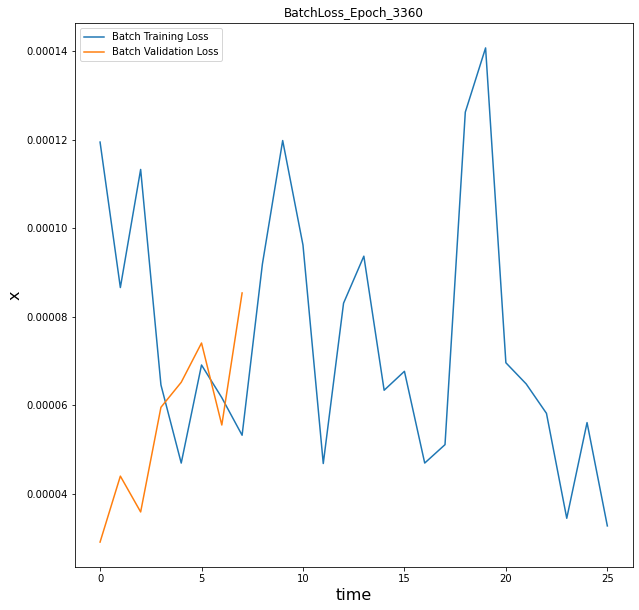 BatchLoss_Epoch_3360
Batch Training Loss
Batch Validation Loss
0.00014
0.00012
0.00010
0.00008
0.00006
0.00004
x
0 5 10 15 20 25
time